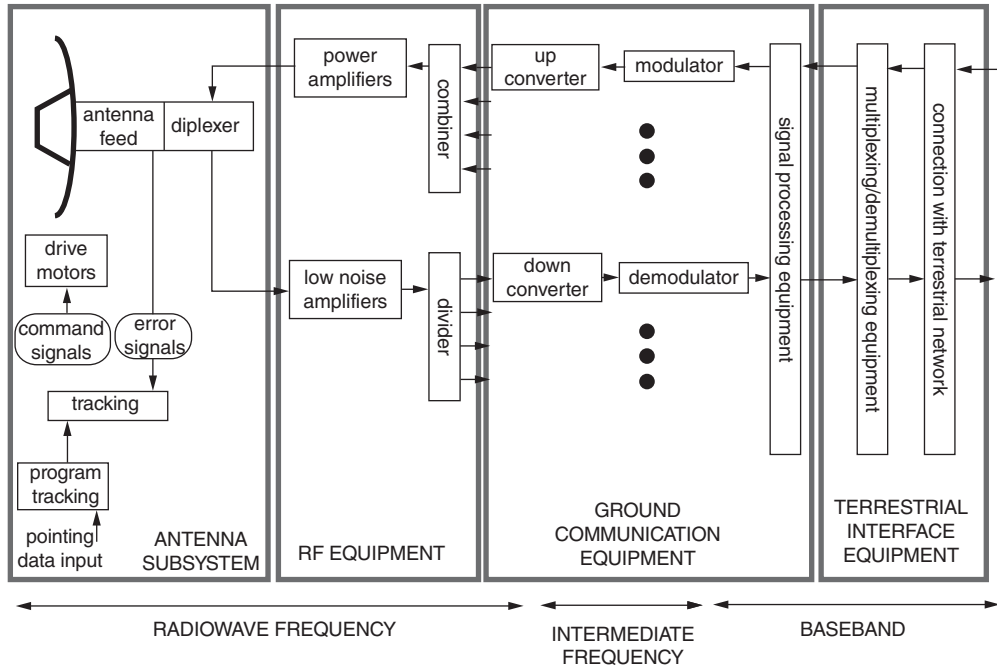 power
amplifiers
combiner
up
converter
modulator
signal processing equipment
multiplexing/demultiplexing equipment
connection with terrestrial network
antenna
feed
diplexer
drive
motors
low noise
amplifiers
divider
down
converter
demodulator
command
signals
error
signals
tracking
program
tracking
pointing
data input
ANTENNA
SUBSYSTEM
RF EQUIPMENT
GROUND
COMMUNICATION
EQUIPMENT
TERRESTRIAL
INTERFACE
EQUIPMENT
RADIOWAVE FREQUENCY
INTERMEDIATE
FREQUENCY
BASEBAND